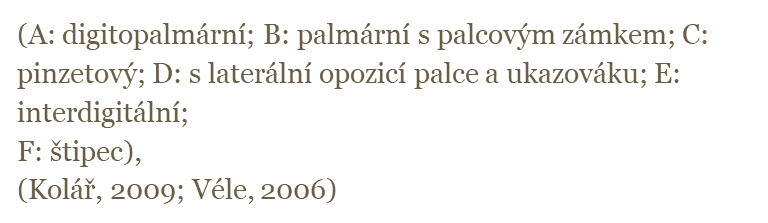 (A: digitopalmární; B: palmární s palcovým zámkem; C:
pinzetový; D: s laterální opozicí palce a ukazováku; E:
interdigitální;
F: štipec),
(Kolář, 2009; Véle, 2006)